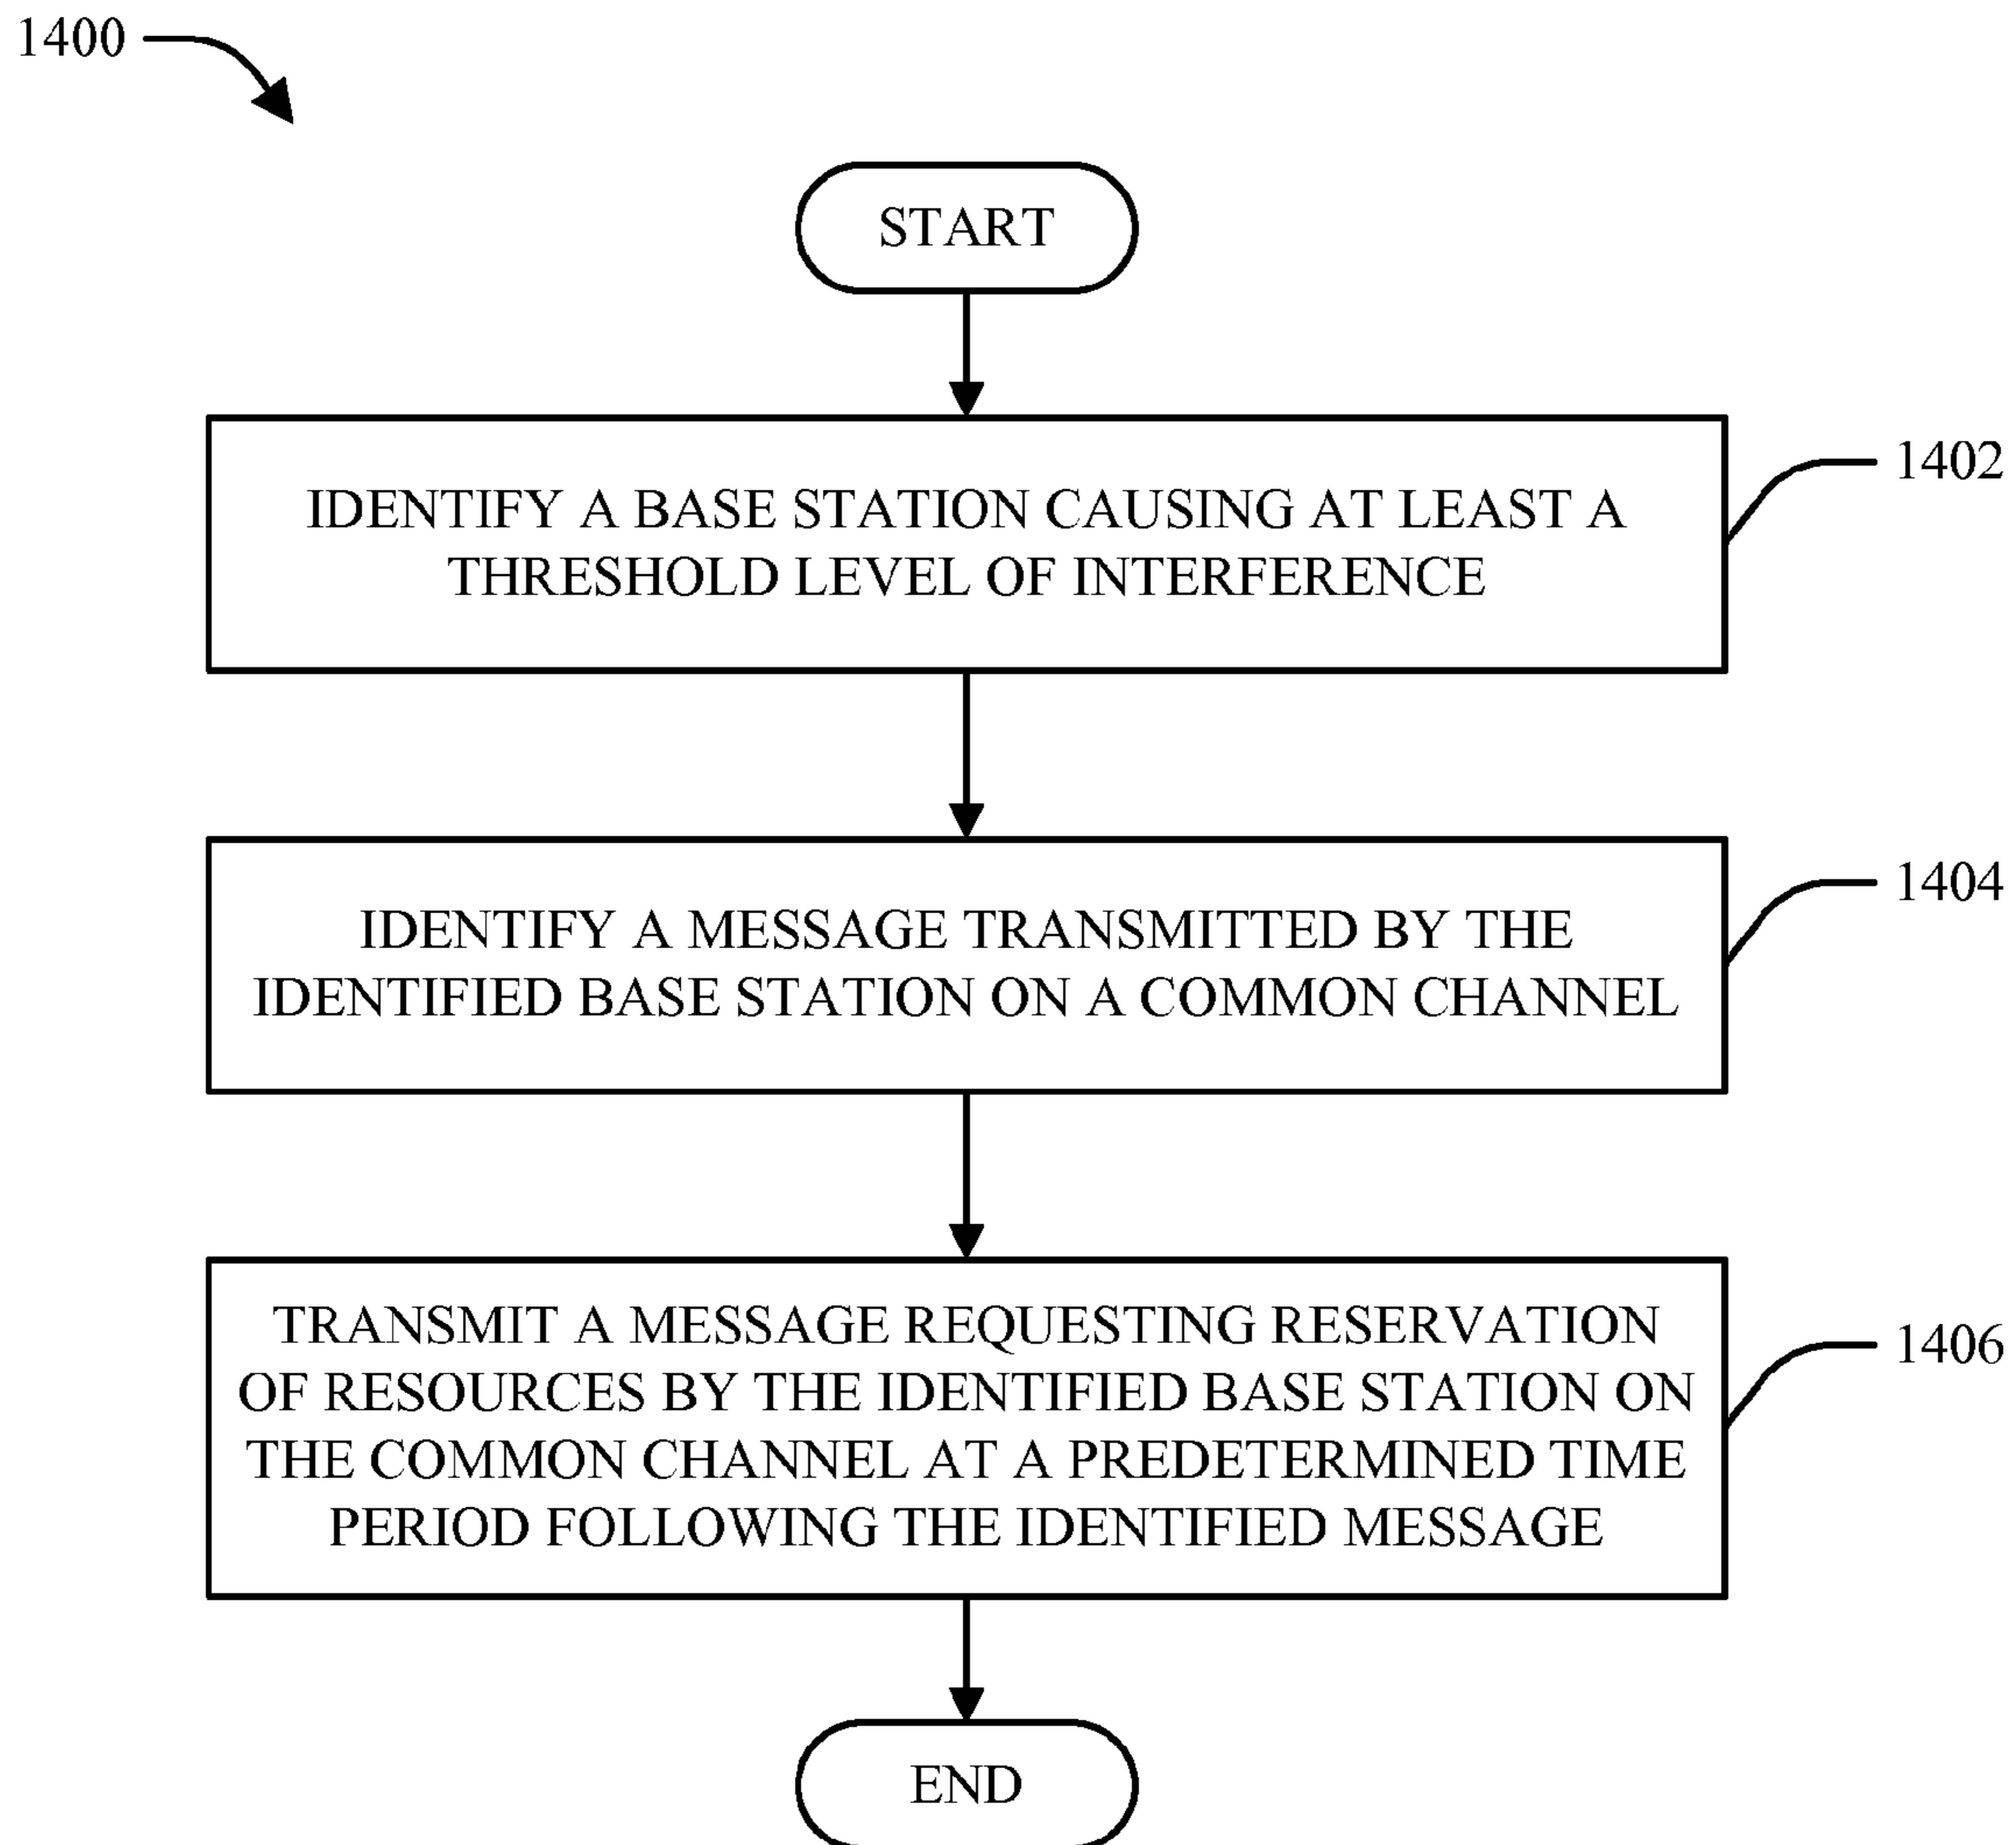 1400
START
IDENTIFY A BASE STATION CAUSING AT LEAST A
THRESHOLD LEVEL OF INTERFERENCE
1402
IDENTIFY A MESSAGE TRANSMITTED BY THE
IDENTIFIED BASE STATION ON A COMMON CHANNEL
1404
TRANSMIT A MESSAGE REQUESTING RESERVATION
OF RESOURCES BY THE IDENTIFIED BASE STATION ON
THE COMMON CHANNEL AT A PREDETERMINED TIME
PERIOD FOLLOWING THE IDENTIFIED MESSAGE
1406
END